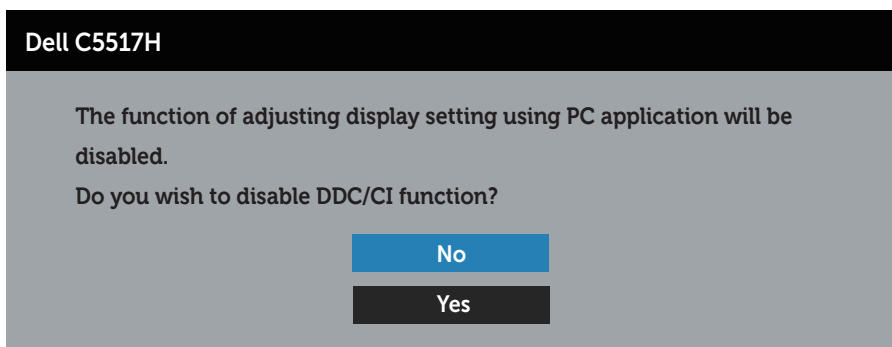 Dell C5517H
The function of adjusting display setting using PC application will be
disabled.
Do you wish to disable DDC/CI function?
No
Yes